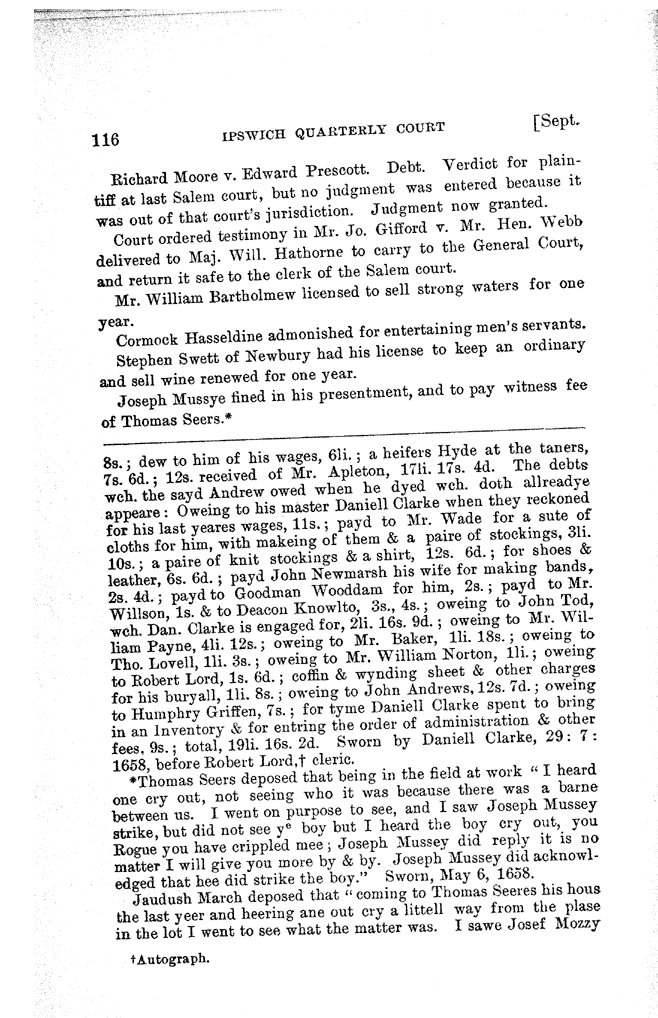 116 IPSWICH QUARTERLY COURT [Sept.
Richard Moore v. Edward Prescott. Debt. Verdict for plain-
tiff at last Salem court, but no judgment was entered because it
was out of that court's jurisdiction. Judgment now granted.
Court ordered testimony in Mr. Jo. Gifford v. Mr. Hen. Webb
delivered to Maj. Will. Hathorne to carry to the General Court,
and return it safe to the clerk of the Salem court.
Mr. William Bartholmew licensed to sell strong waters for one
year.
Cormock Hasseldine admonished for entertaining men's servants.
Stephen Swett of Newbury had his license to keep an ordinary
and sell wine renewed for one year.
Joseph Mussye fined in his presentment, and to pay witness fee
of Thomas Seers.*
8s.; dew to him of his wages, 6li.; a heifers Hyde at the taners,
7s. 6d.; 12s. received of Mr. Apleton, 17li. 17s. 4d. The debts
wch. the sayd Andrew owed when he dyed wch. doth allreadye
appeare: Oweing to his master Daniell Clarke when they reckoned
for his last yeares wages, 11s.; payd to Mr. Wade for a sute of
cloths for him, with makeing of them & a paire of stockings, 3li.
10s.; a paire of knit stockings & a shirt, 12s. 6d.; for shoes &
leather, 6s. 6d.; payd John Newmarsh his wife for making bands,
2s. 4d.; payd to Goodman Wooddam for him, 2s.; payd to Mr.
Willson, 1s. & to Deacon Knowlto, 3s., 4s.; oweing to John Tod,
wch. Dan. Clarke is engaged for, 2li. 16s. 9d.; oweing to Mr. Wil-
liam Payne, 4li. 12s.; oweing to Mr. Baker, 1li. 18s.; oweing to
Tho. Lovell, 1li. 3s.; oweing to Mr. William Norton, 1li.; oweing
to Robert Lord, 1s. 6d.; coffin & wynding sheet & other charges
for his buryall, 1li. 8s.; oweing to John Andrews, 12s. 7d.; oweing
to Humphry Griffen, 7s.; for tyme Daniell Clarke spent to bring
in an Inventory & for entring the order of administration & other
fees, 9s.; total, 19li. 16s. 2d. Sworn by Daniell Clarke, 29: 7:
1658, before Robert Lord,† cleric.
*Thomas Seers deposed that being in the field at work "I heard
one cry out, not seeing who it was because there was a barne
between us. I went on purpose to see, and I saw Joseph Mussey
strike, but did not see yᵉ boy but I heard the boy cry out, you
Rogue you have crippled mee; Joseph Mussey did reply it is no
matter I will give you more by & by. Joseph Mussey did acknowl-
edged that hee did strike the boy." Sworn, May 6, 1658.
Jaudush March deposed that "coming to Thomas Seeres his hous
the last yeer and heering ane out cry a littell way from the plase
in the lot I went to see what the matter was. I sawe Josef Mozzy
†Autograph.